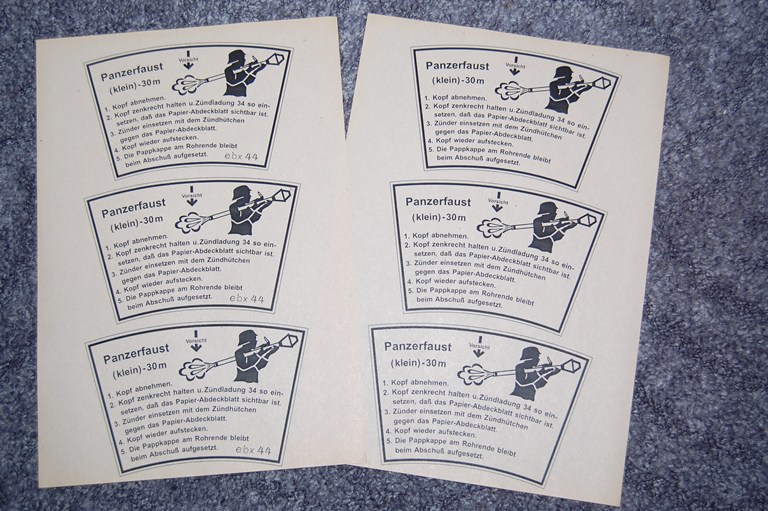 Panzerfaust
Vorsicht
(klein)-30m
1. Kopf abnehmen.
2. Kopf zenkrecht halten u. Zündladung 34 so ein-
setzen, daß das Papier-Abdeckblatt sichtbar ist.
3. Zünder einsetzen mit dem Zündhütchen
gegen das Papier-Abdeckblatt.
4. Kopf wieder aufstecken.
5. Die Pappkappe am Rohrende bleibt
beim Abschuß aufgesetzt. ebx 44
Panzerfaust
Vorsicht
(klein)-30m
1. Kopf abnehmen.
2. Kopf zenkrecht halten u. Zündladung 34 so ein-
setzen, daß das Papier-Abdeckblatt sichtbar ist.
3. Zünder einsetzen mit dem Zündhütchen
gegen das Papier-Abdeckblatt.
4. Kopf wieder aufstecken.
5. Die Pappkappe am Rohrende bleibt
beim Abschuß aufgesetzt. ebx 44
Panzerfaust
Vorsicht
(klein)-30m
1. Kopf abnehmen.
2. Kopf zenkrecht halten u. Zündladung 34 so ein-
setzen, daß das Papier-Abdeckblatt sichtbar ist.
3. Zünder einsetzen mit dem Zündhütchen
gegen das Papier-Abdeckblatt.
4. Kopf wieder aufstecken.
5. Die Pappkappe am Rohrende bleibt
beim Abschuß aufgesetzt. ebx 44
Panzerfaust
Vorsicht
(klein)-30m
1. Kopf abnehmen.
2. Kopf zenkrecht halten u. Zündladung 34 so ein-
setzen, daß das Papier-Abdeckblatt sichtbar ist.
3. Zünder einsetzen mit dem Zündhütchen
gegen das Papier-Abdeckblatt.
4. Kopf wieder aufstecken.
5. Die Pappkappe am Rohrende bleibt
beim Abschuß aufgesetzt.
Panzerfaust
Vorsicht
(klein)-30m
1. Kopf abnehmen.
2. Kopf zenkrecht halten u. Zündladung 34 so ein-
setzen, daß das Papier-Abdeckblatt sichtbar ist.
3. Zünder einsetzen mit dem Zündhütchen
gegen das Papier-Abdeckblatt.
4. Kopf wieder aufstecken.
5. Die Pappkappe am Rohrende bleibt
beim Abschuß aufgesetzt.
Panzerfaust
Vorsicht
(klein)-30m
1. Kopf abnehmen.
2. Kopf zenkrecht halten u. Zündladung 34 so ein-
setzen, daß das Papier-Abdeckblatt sichtbar ist.
3. Zünder einsetzen mit dem Zündhütchen
gegen das Papier-Abdeckblatt.
4. Kopf wieder aufstecken.
5. Die Pappkappe am Rohrende bleibt
beim Abschuß aufgesetzt.